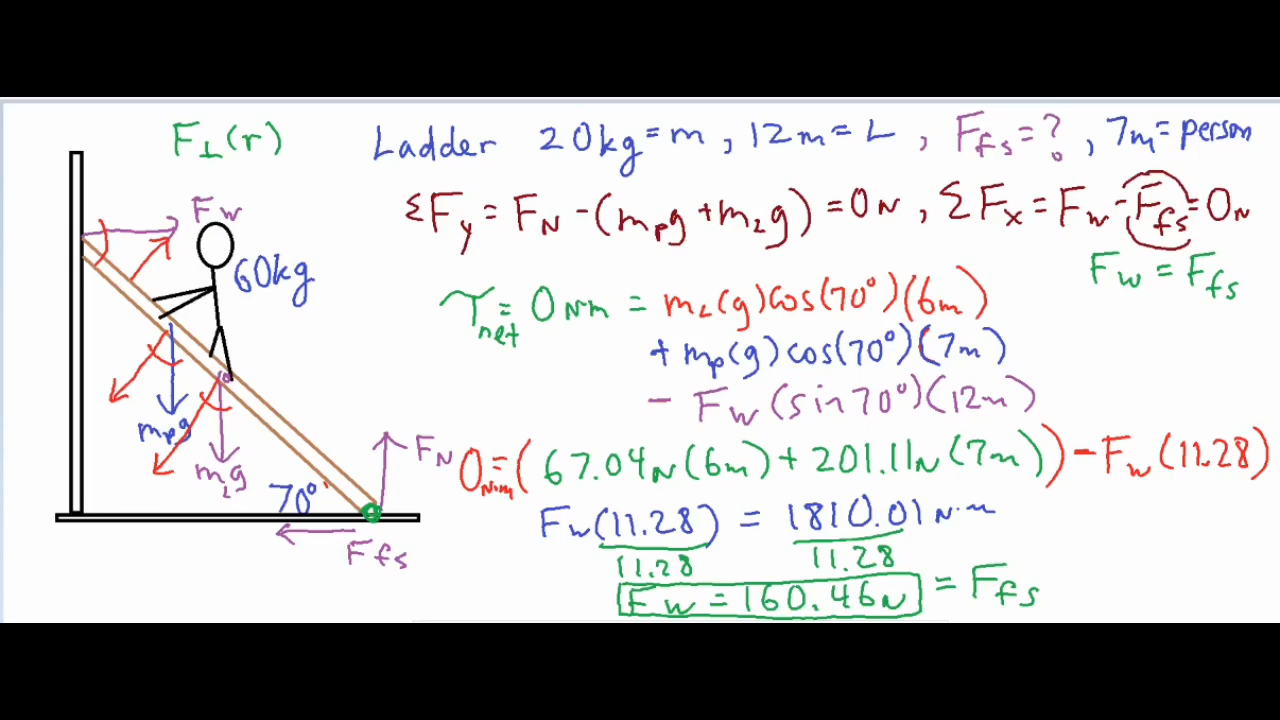 F⊥(r)
Ladder 20kg=m, 12m=L, Ffs=?, 7m=person
ΣFy = FN -(mpg+mLg) = 0N, ΣFx = Fw - Ffs = 0N
Fw = Ffs
Fw
60kg
τnet = 0 N·m = mL(g)cos(70°)(6m)
+ mp(g)cos(70°)(7m)
- Fw(sin70°)(12m)
mpg
mLg
FN
0N·m=(67.04N(6m)+201.11N(7m))-Fw(11.28)
70°
Ffs
Fw(11.28) = 1810.01 N·m
11.28 11.28
Fw = 160.46N = Ffs